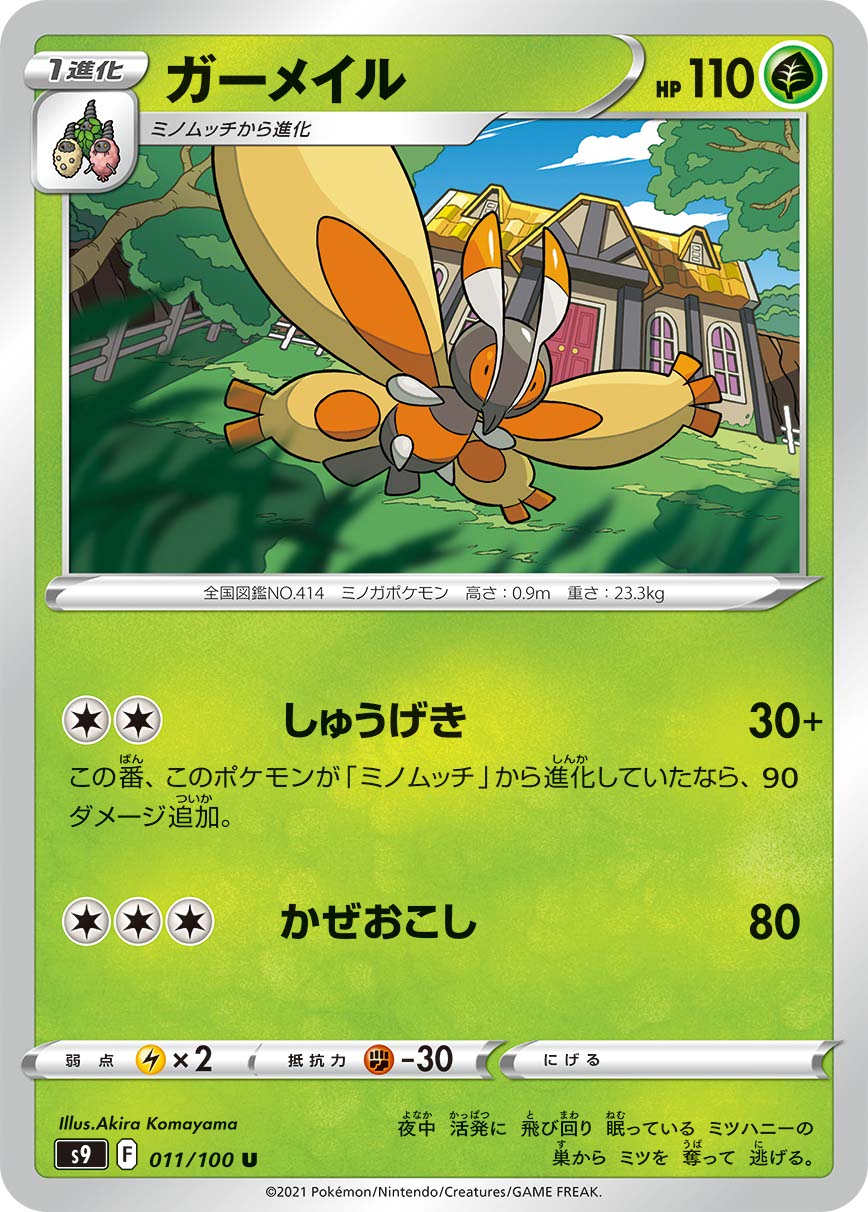 1進化
ガーメイル
HP 110
ミノムッチから進化
全国図鑑NO.414 ミノガポケモン 高さ:0.9m 重さ:23.3kg
しゅうげき 30+
この番、このポケモンが「ミノムッチ」から進化していたなら、90
ダメージ追加。
かぜおこし 80
弱点 ×2 抵抗力 -30 にげる
Illus.Akira Komayama
夜中 活発に 飛び回り 眠っている ミツハニーの
巣から ミツを 奪って 逃げる。
s9 F 011/100 U
©2021 Pokémon/Nintendo/Creatures/GAME FREAK.